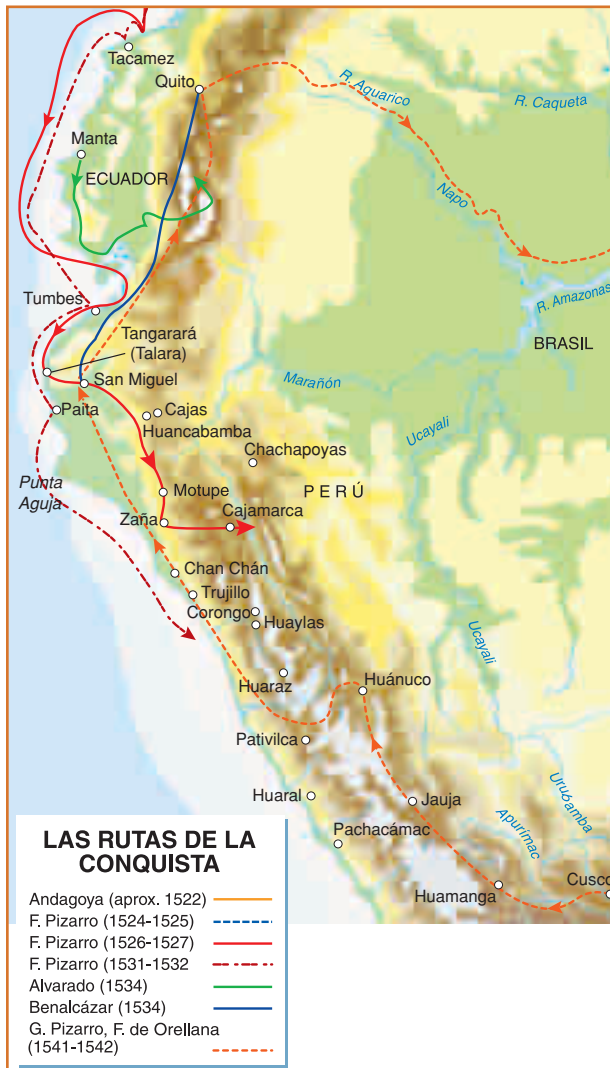 Tacamez
Quito
R. Aquarico
R. Caqueta
Manta
ECUADOR
Napo
Tumbes
R. Amazonas
Tangarará
(Talara)
BRASIL
San Miguel
Marañón
Paita
Cajas
Huancabamba
Ucayali
Chachapoyas
Punta
Aguja
Motupe
PERÚ
Zaña
Cajamarca
Chan Chán
Trujillo
Corongo
Huaylas
Ucayali
Huaraz
Huánuco
Pativilca
Uruóamba
Huaral
Jauja
Apurímac
Pachacámac
Huamanga
Cusco
LAS RUTAS DE LA
CONQUISTA
Andagoya (aprox. 1522)
F. Pizarro (1524-1525)
F. Pizarro (1526-1527)
F. Pizarro (1531-1532
Alvarado (1534)
Benalcázar (1534)
G. Pizarro, F. de Orellana
(1541-1542)